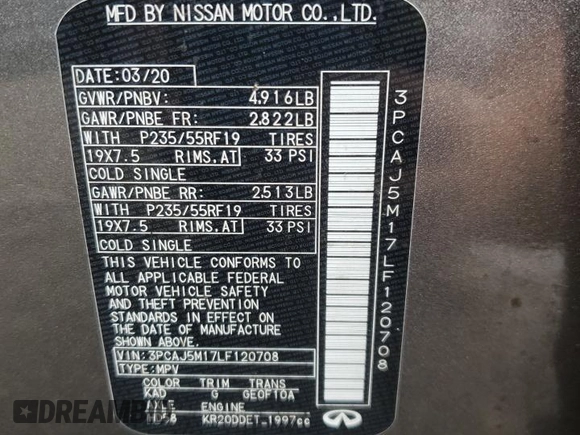 MFD BY NISSAN MOTOR CO.,LTD.
DATE:03/20
GVWR/PNBV: 4.916LB
GAWR/PNBE FR: 2.822LB
WITH P235/55RF19 TIRES
19X7.5 RIMS.AT 33 PSI
COLD SINGLE
GAWR/PNBE RR: 2.513LB
WITH P235/55RF19 TIRES
19X7.5 RIMS.AT 33 PSI
COLD SINGLE
THIS VEHICLE CONFORMS TO
ALL APPLICABLE FEDERAL
MOTOR VEHICLE SAFETY
AND THEFT PREVENTION
STANDARDS IN EFFECT ON
THE DATE OF MANUFACTURE
SHOWN ABOVE.
VIN:3PCAJ5M17LF120708
TYPE:MPV
COLOR TRIM TRANS
KAD G GE0F10A
ENGINE
KR20DDET 1997cc
INFINITI
3PCAJ5M17LF120708